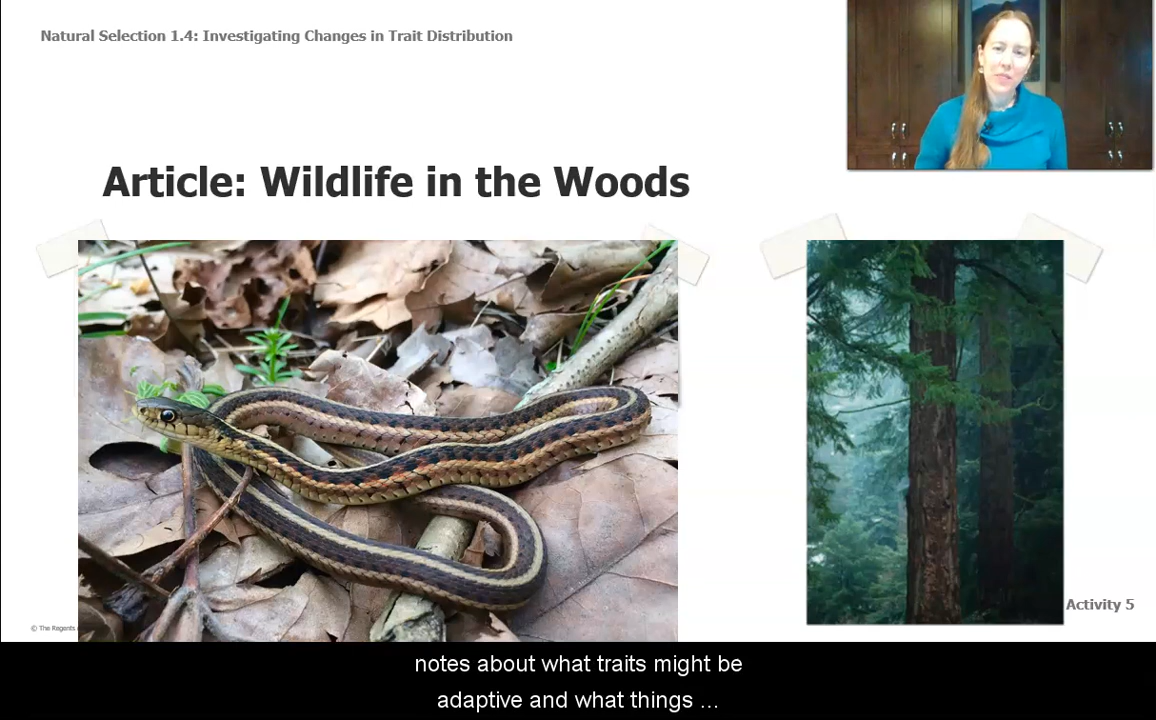 Natural Selection 1.4: Investigating Changes in Trait Distribution
Article: Wildlife in the Woods
Activity 5
© The Regents
notes about what traits might be
adaptive and what things ...